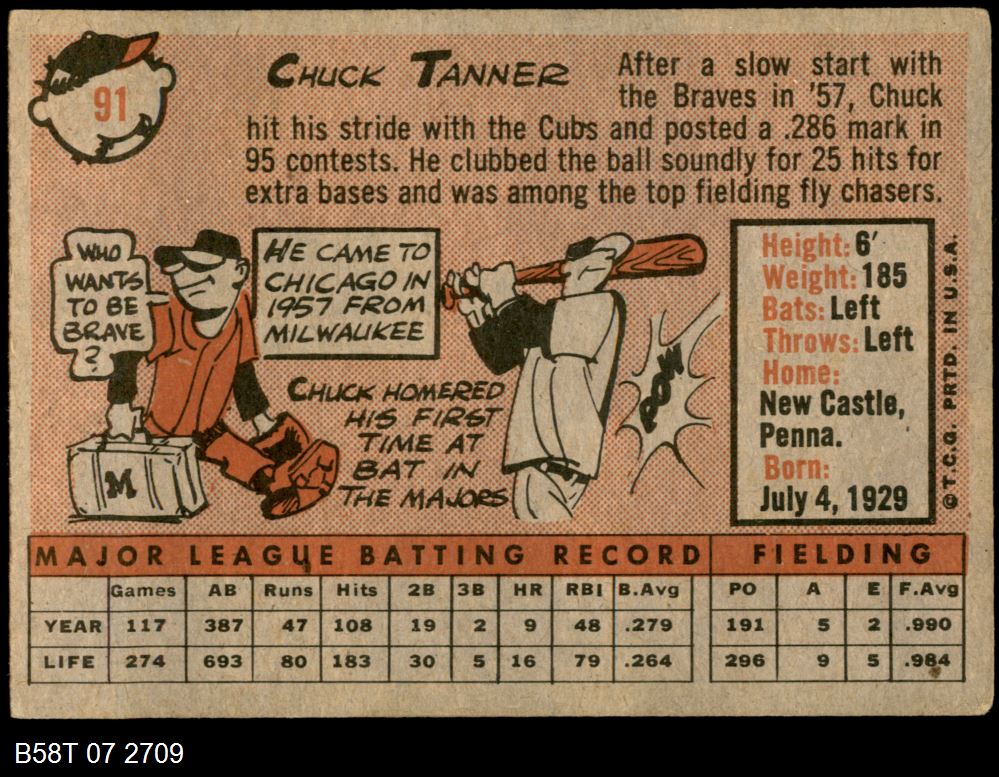 91
CHUCK TANNER
After a slow start with
the Braves in '57, Chuck
hit his stride with the Cubs and posted a .286 mark in
95 contests. He clubbed the ball soundly for 25 hits for
extra bases and was among the top fielding fly chasers.
WHO
WANTS
TO BE
BRAVE
?
HE CAME TO
CHICAGO IN
1957 FROM
MILWAUKEE
M
CHUCK HOMERED
HIS FIRST
TIME AT
BAT IN
THE MAJORS
POW
Height: 6'
Weight: 185
Bats: Left
Throws: Left
Home:
New Castle,
Penna.
Born:
July 4, 1929
© T.C.G. PRTD. IN U.S.A.
MAJOR LEAGUE BATTING RECORD FIELDING
Games AB Runs Hits 2B 3B HR RBI B.Avg PO A E F.Avg
YEAR 117 387 47 108 19 2 9 48 .279 191 5 2 .990
LIFE 274 693 80 183 30 5 16 79 .264 296 9 5 .984
B58T 07 2709